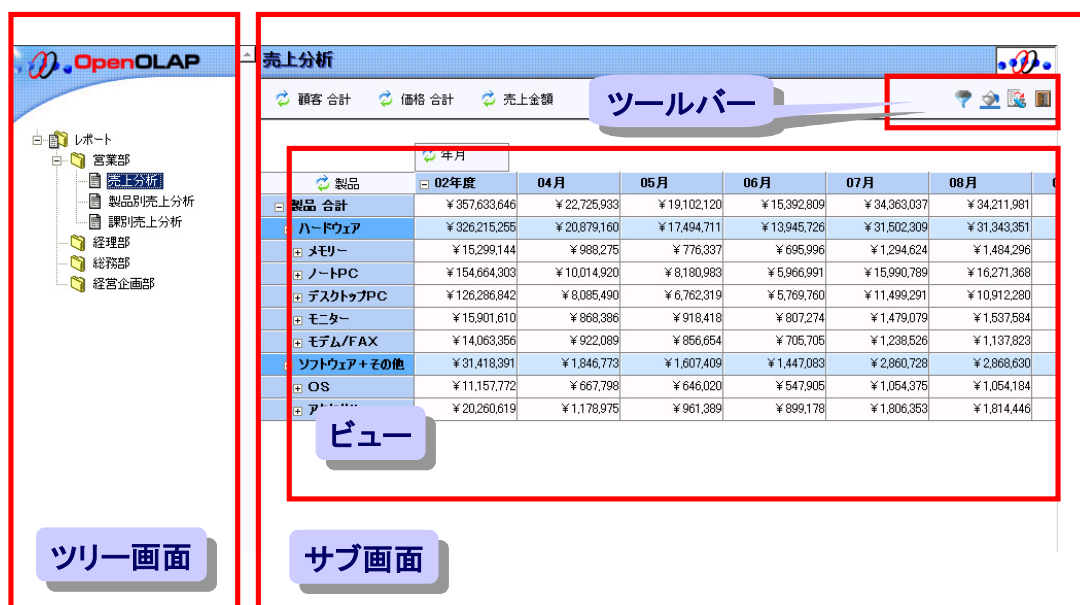 OpenOLAP
レポート
営業部
売上分析
製品別売上分析
課別売上分析
経理部
総務部
経営企画部
ツリー画面
売上分析
顧客 合計 価格 合計 売上金額
ツールバー
年月
製品 02年度 04月 05月 06月 07月 08月
製品 合計 ¥357,633,646 ¥22,725,933 ¥19,102,120 ¥15,392,809 ¥34,363,037 ¥34,211,981
ハードウェア ¥326,215,255 ¥20,879,160 ¥17,494,711 ¥13,945,726 ¥31,502,309 ¥31,343,351
メモリー ¥15,299,144 ¥988,275 ¥776,337 ¥695,996 ¥1,294,624 ¥1,484,296
ノートPC ¥154,664,303 ¥10,014,920 ¥8,180,983 ¥5,966,991 ¥15,990,789 ¥16,271,368
デスクトップPC ¥126,286,842 ¥8,085,490 ¥6,762,319 ¥5,769,760 ¥11,499,291 ¥10,912,280
モニター ¥15,901,610 ¥868,386 ¥918,418 ¥807,274 ¥1,479,079 ¥1,537,584
モデム/FAX ¥14,063,356 ¥922,089 ¥856,654 ¥705,705 ¥1,238,526 ¥1,137,823
ソフトウェア+その他 ¥31,418,391 ¥1,846,773 ¥1,607,409 ¥1,447,083 ¥2,860,728 ¥2,868,630
OS ¥11,157,772 ¥667,798 ¥646,020 ¥547,905 ¥1,054,375 ¥1,054,184
¥20,260,619 ¥1,178,975 ¥961,389 ¥899,178 ¥1,806,353 ¥1,814,446
ビュー
サブ画面